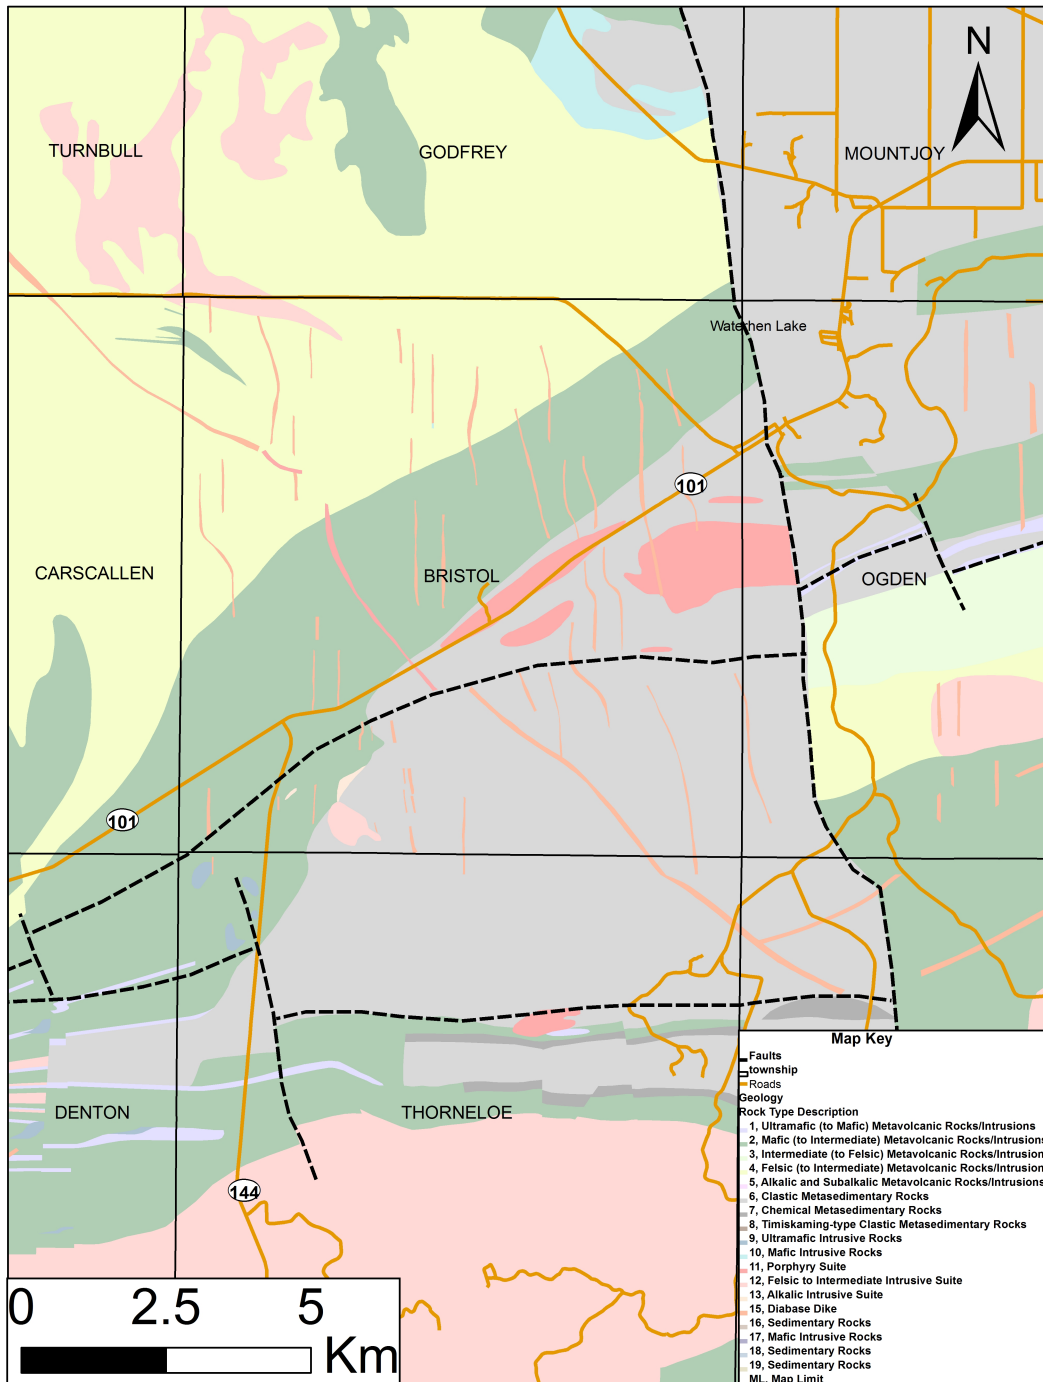 N
TURNBULL
GODFREY
MOUNTJOY
Waterhen Lake
101
CARSCALLEN
BRISTOL
OGDEN
101
DENTON
THORNELOE
144
0 2.5 5
Km
Map Key
Faults
township
Roads
Geology
Rock Type Description
1, Ultramafic (to Mafic) Metavolcanic Rocks/Intrusions
2, Mafic (to Intermediate) Metavolcanic Rocks/Intrusions
3, Intermediate (to Felsic) Metavolcanic Rocks/Intrusion
4, Felsic (to Intermediate) Metavolcanic Rocks/Intrusion
5, Alkalic and Subalkalic Metavolcanic Rocks/Intrusions
6, Clastic Metasedimentary Rocks
7, Chemical Metasedimentary Rocks
8, Timiskaming-type Clastic Metasedimentary Rocks
9, Ultramafic Intrusive Rocks
10, Mafic Intrusive Rocks
11, Porphyry Suite
12, Felsic to Intermediate Intrusive Suite
13, Alkalic Intrusive Suite
15, Diabase Dike
16, Sedimentary Rocks
17, Mafic Intrusive Rocks
18, Sedimentary Rocks
19, Sedimentary Rocks
ML, Map Limit